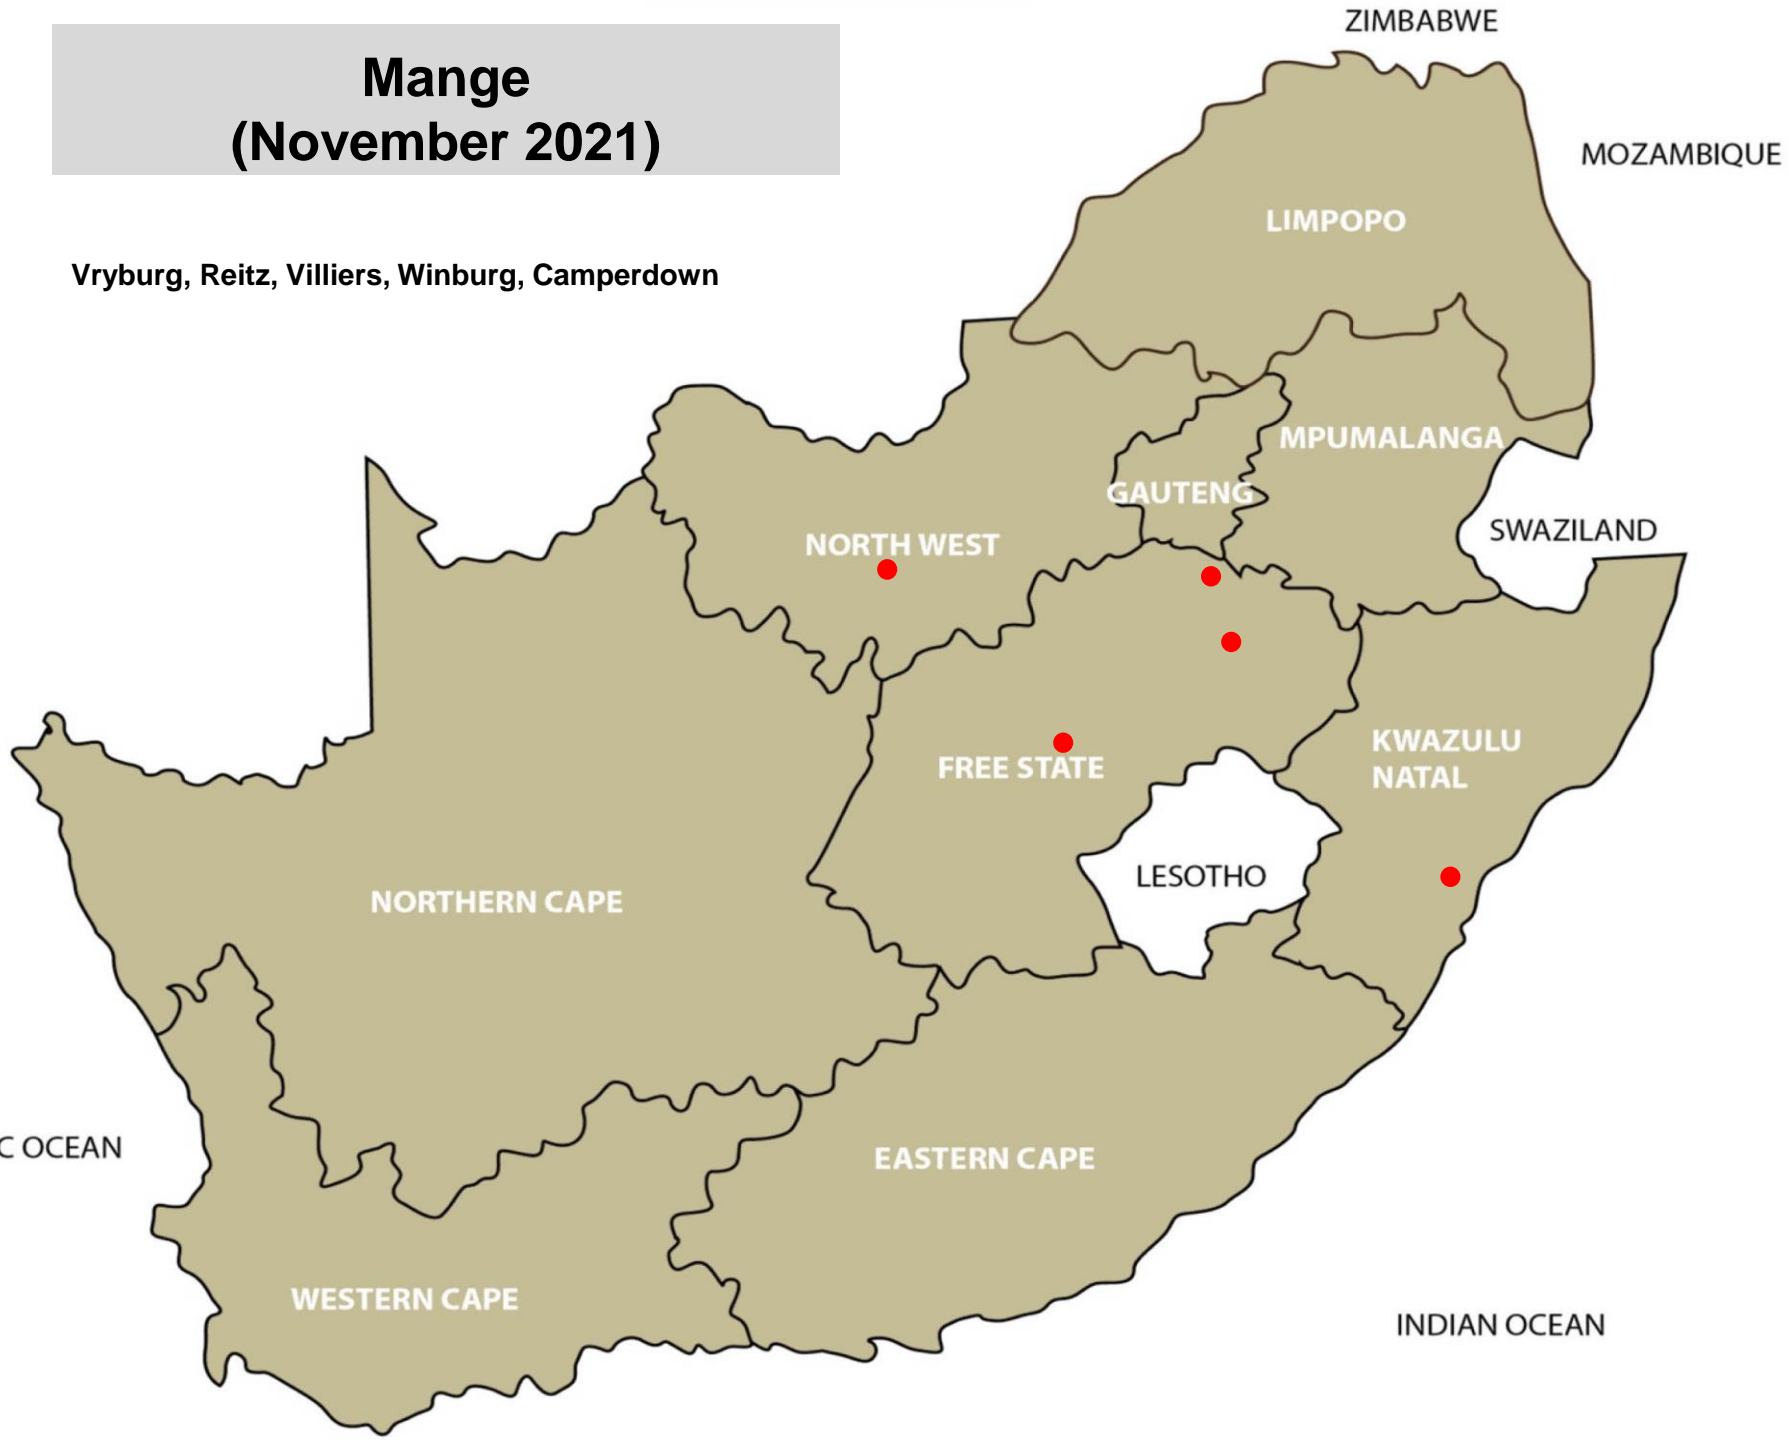 ZIMBABWE
Mange
(November 2021)
MOZAMBIQUE
LIMPOPO
Vryburg, Reitz, Villiers, Winburg, Camperdown
MPUMALANGA
GAUTENG
SWAZILAND
NORTH WEST
KWAZULU
NATAL
FREE STATE
LESOTHO
NORTHERN CAPE
C OCEAN
EASTERN CAPE
WESTERN CAPE
INDIAN OCEAN